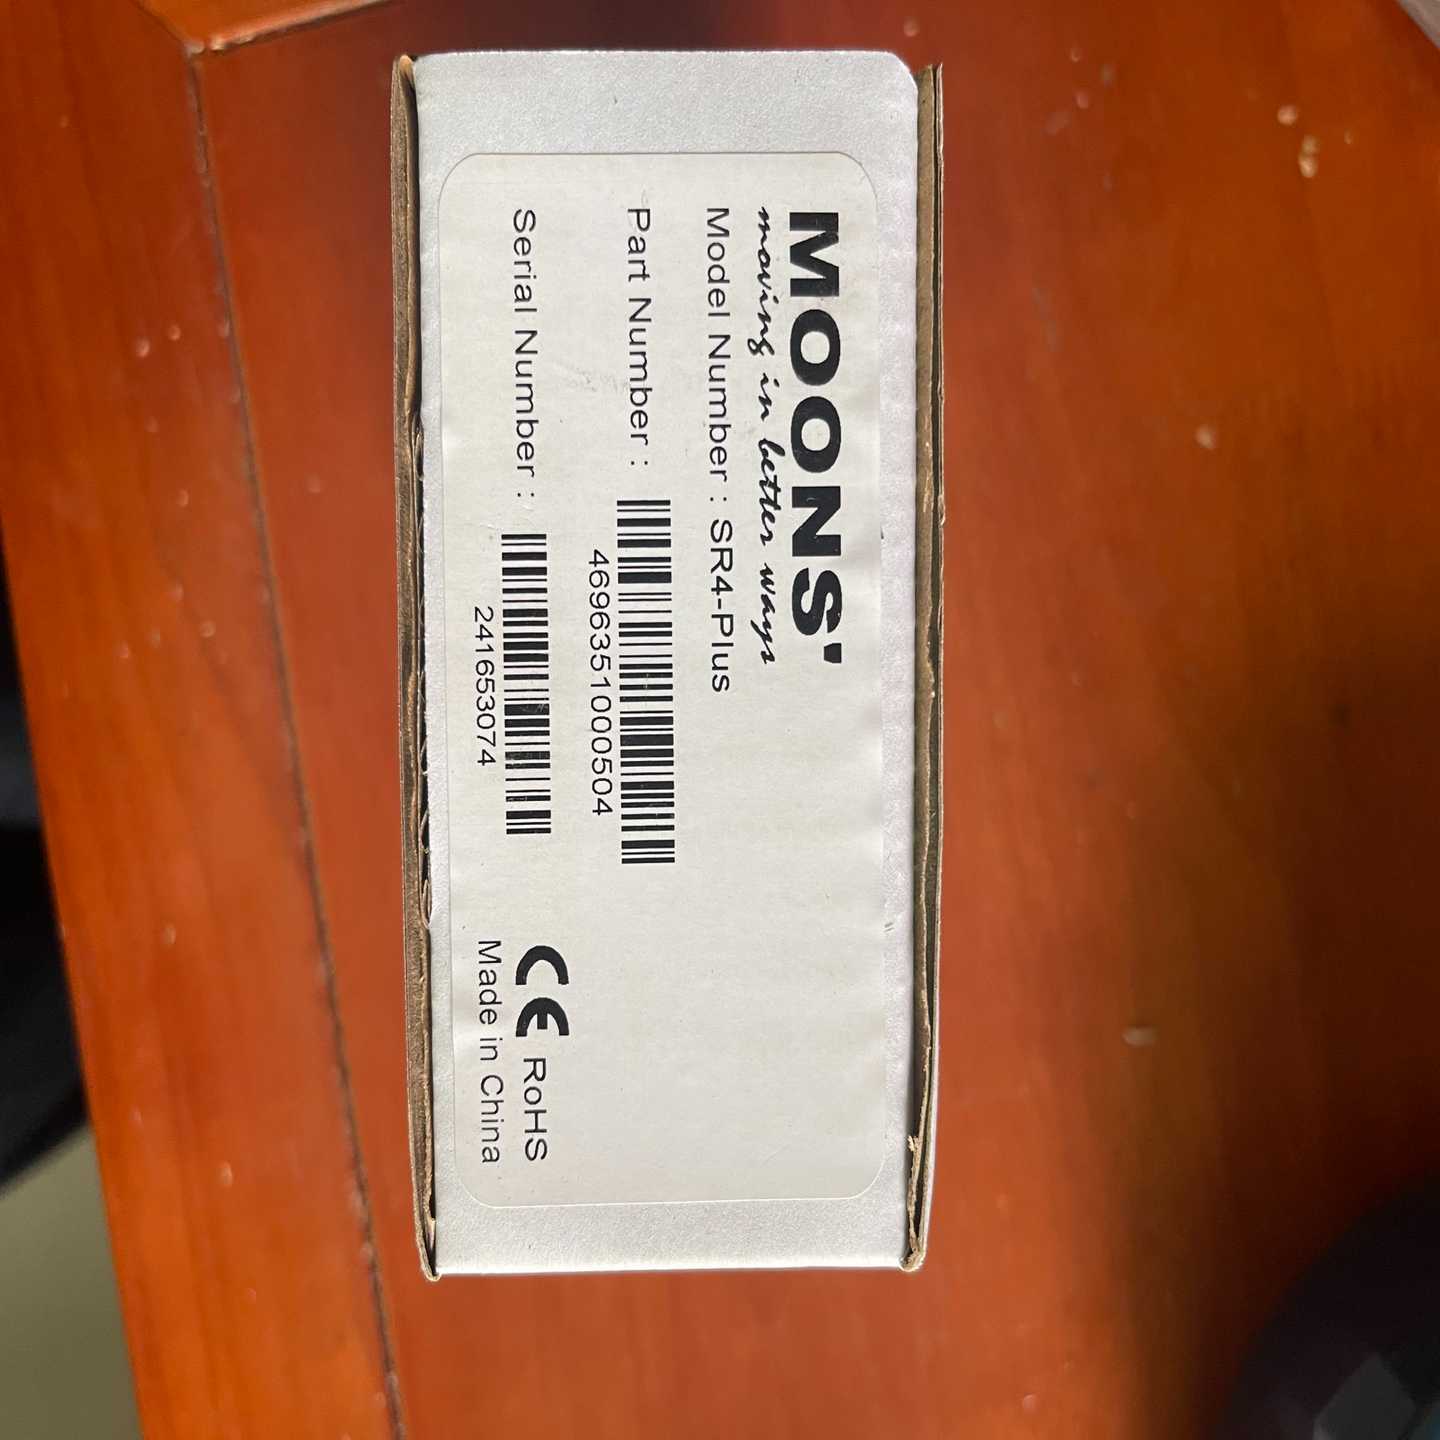 MOONS'
moving in better ways
Model Number : SR4-Plus
Part Number :
46963510000504
Serial Number :
241653074
CE RoHS
Made in China